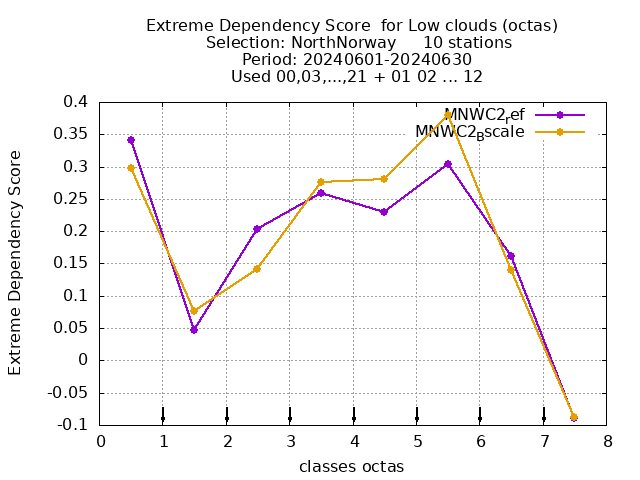 Extreme Dependency Score  for Low clouds (octas)
Selection: NorthNorway     10 stations
Period: 20240601-20240630
Used 00,03,...,21 + 01 02 ... 12
MNWC2ref
MNWC2Bscale
0.4
0.35
0.3
0.25
0.2
0.15
0.1
0.05
0
-0.05
-0.1
Extreme Dependency Score
0 1 2 3 4 5 6 7 8
classes octas